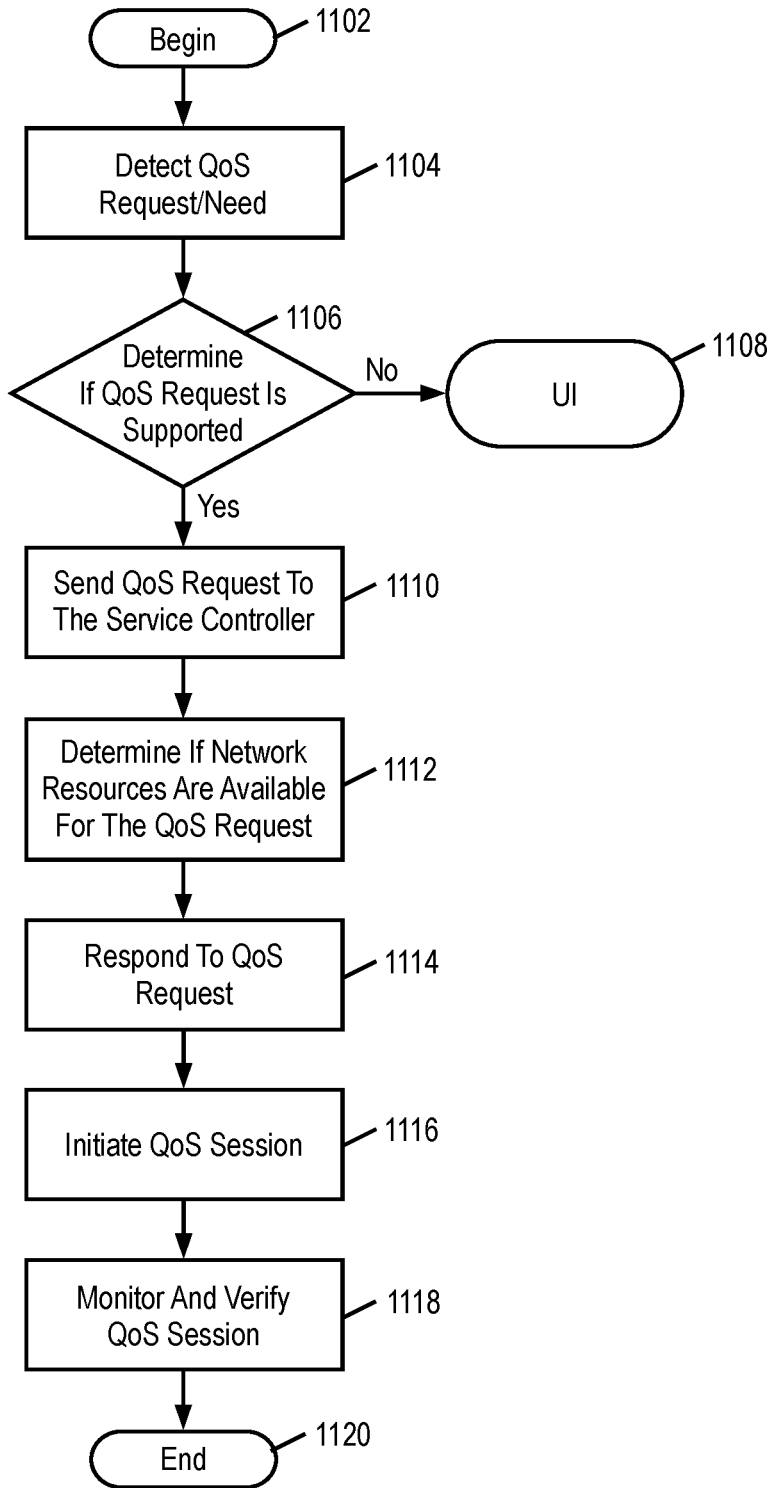 Begin
1102
Detect QoS
Request/Need
1104
1106
Determine
If QoS Request Is
Supported
No
UI
1108
Yes
Send QoS Request To
The Service Controller
1110
Determine If Network
Resources Are Available
For The QoS Request
1112
Respond To QoS
Request
1114
Initiate QoS Session
1116
Monitor And Verify
QoS Session
1118
End
1120